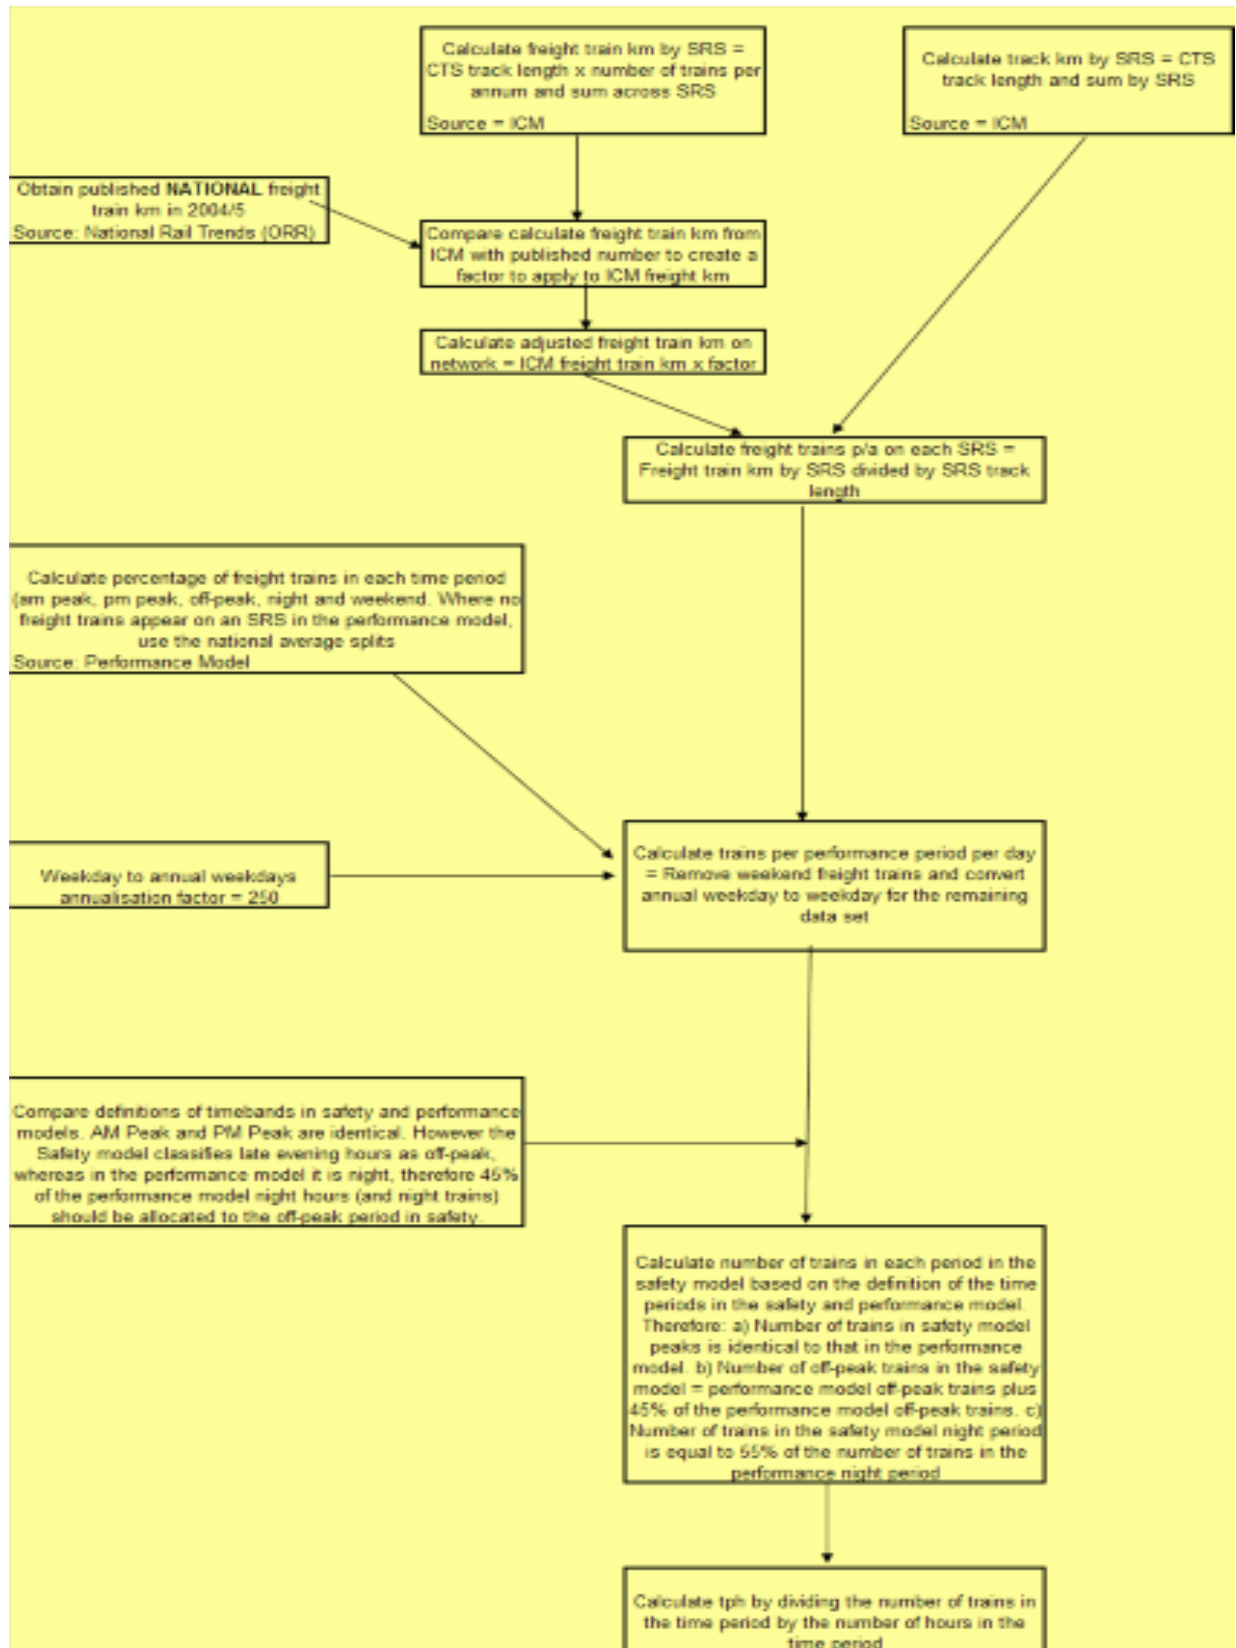 Calculate freight train km by SRS =
CTS track length x number of trains per
annum and sum across SRS
Source = ICM
Calculate track km by SRS = CTS
track length and sum by SRS
Source = ICM
Obtain published NATIONAL freight
train km in 2004/5
Source: National Rail Trends (ORR)
Compare calculate freight train km from
ICM with published number to create a
factor to apply to ICM freight km
Calculate adjusted freight train km on
network = ICM freight train km x factor
Calculate freight trains p/a on each SRS =
Freight train km by SRS divided by SRS track
length
Calculate percentage of freight trains in each time period
(am peak, pm peak, off-peak, night and weekend. Where no
freight trains appear on an SRS in the performance model,
use the national average splits
Source: Performance Model
Weekday to annual weekdays
annualisation factor = 250
Calculate trains per performance period per day
= Remove weekend freight trains and convert
annual weekday to weekday for the remaining
data set
Compare definitions of timebands in safety and performance
models. AM Peak and PM Peak are identical. However the
Safety model classifies late evening hours as off-peak,
whereas in the performance model it is night, therefore 45%
of the performance model night hours (and night trains)
should be allocated to the off-peak period in safety.
Calculate number of trains in each period in the
safety model based on the definition of the time
periods in the safety and performance model.
Therefore: a) Number of trains in safety model
peaks is identical to that in the performance
model. b) Number of off-peak trains in the safety
model = performance model off-peak trains plus
45% of the performance model off-peak trains. c)
Number of trains in the safety model night period
is equal to 55% of the number of trains in the
performance night period
Calculate tph by dividing the number of trains in
the time period by the number of hours in the
time period